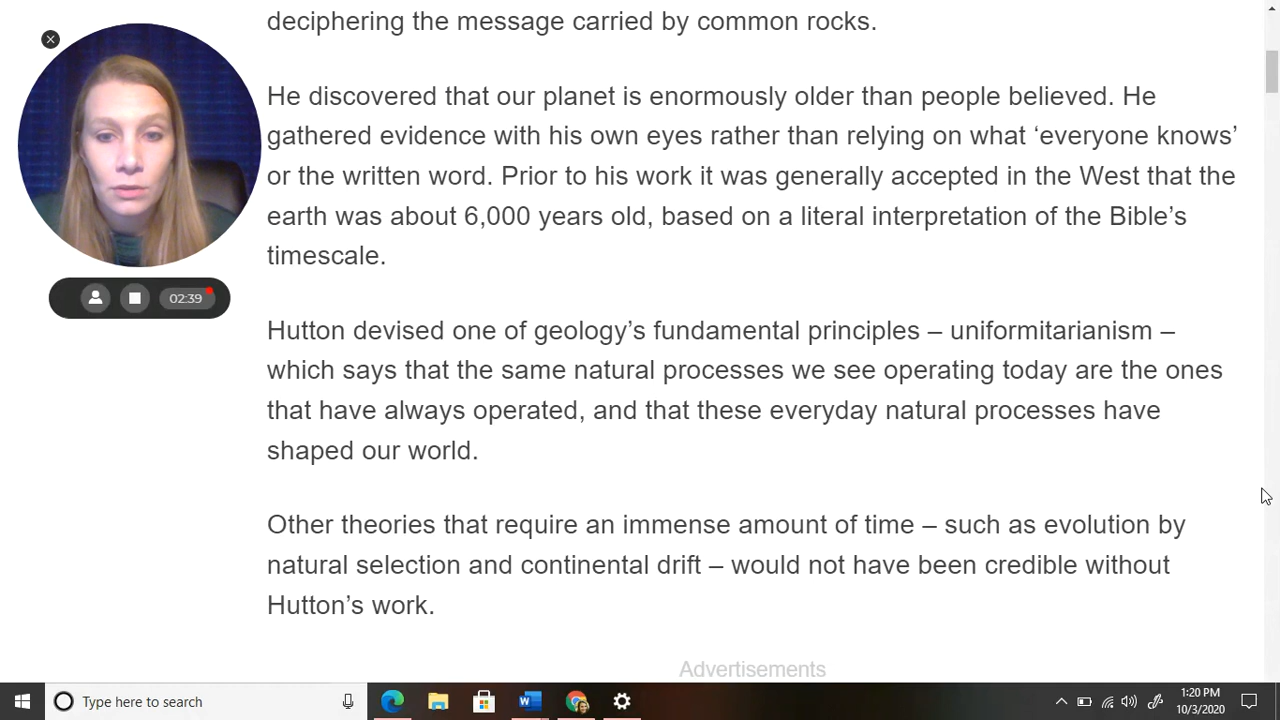 deciphering the message carried by common rocks.
He discovered that our planet is enormously older than people believed. He
gathered evidence with his own eyes rather than relying on what ‘everyone knows’
or the written word. Prior to his work it was generally accepted in the West that the
earth was about 6,000 years old, based on a literal interpretation of the Bible’s
timescale.
02:39
Hutton devised one of geology’s fundamental principles – uniformitarianism –
which says that the same natural processes we see operating today are the ones
that have always operated, and that these everyday natural processes have
shaped our world.
Other theories that require an immense amount of time – such as evolution by
natural selection and continental drift – would not have been credible without
Hutton’s work.
Advertisements
Type here to search
1:20 PM
10/3/2020